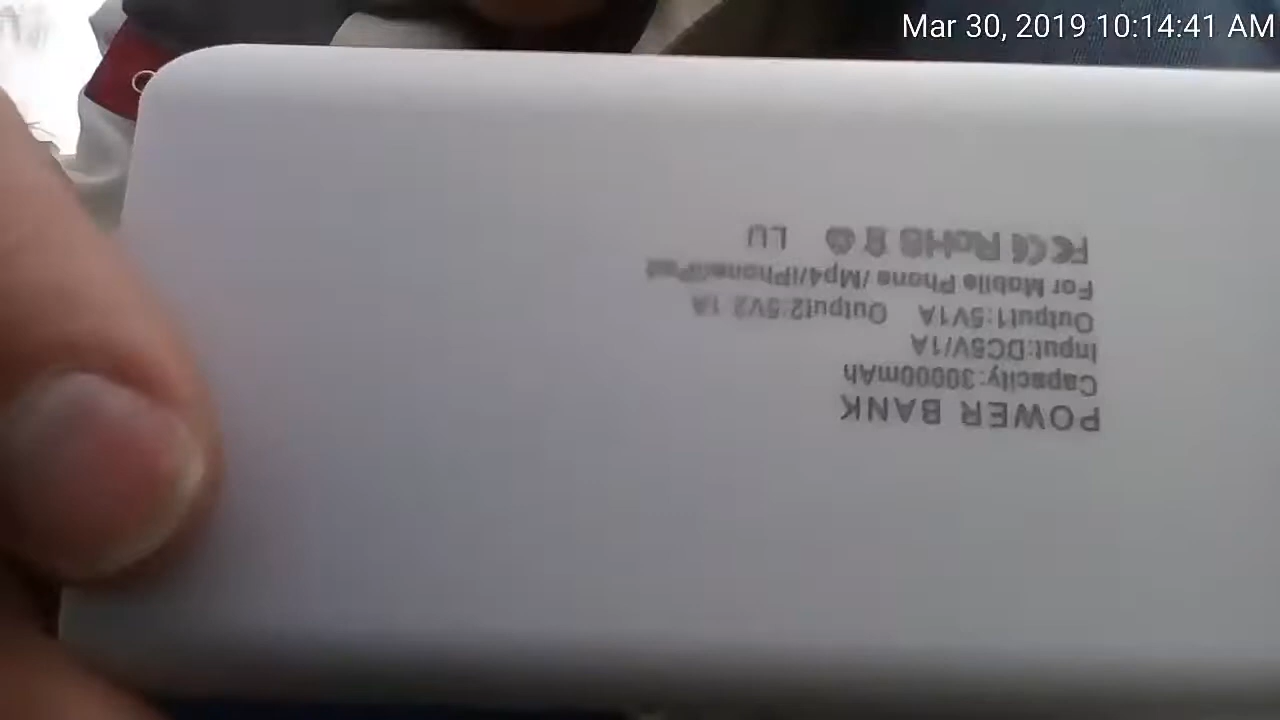 Mar 30, 2019 10:14:41 AM
POWER BANK
Capacity:30000mAh
Input:DC5V/1A
Output1:5V1A Output2:5V2.1A
For Mobile Phone /Mp4/iPhone/iPad
FC CE RoHS LU